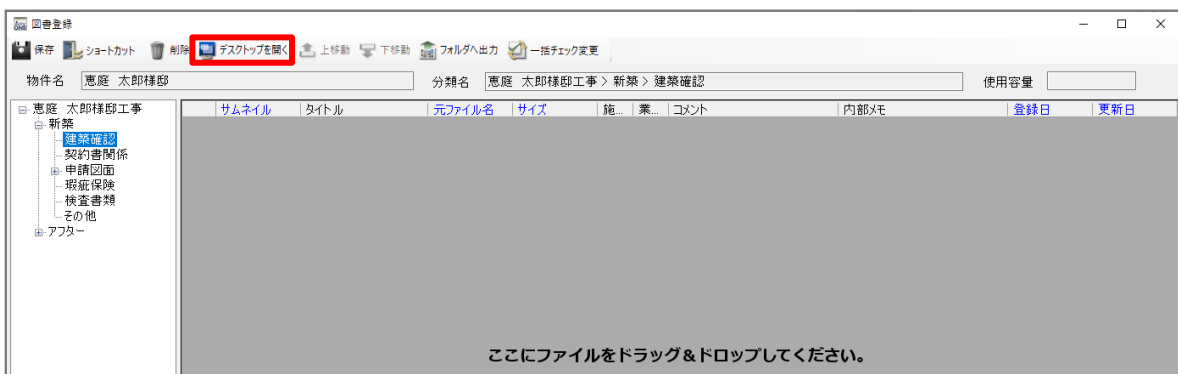 図書登録
保存 ショートカット 削除 デスクトップを開く 上移動 下移動 フォルダへ出力 一括チェック変更
物件名 恵庭 太郎様邸 分類名 恵庭 太郎様邸工事 > 新築 > 建築確認 使用容量
恵庭 太郎様邸工事 サムネイル タイトル 元ファイル名 サイズ 施... 業... コメント 内部メモ 登録日 更新日
新築
建築確認
契約書関係
申請図面
瑕疵保険
検査書類
その他
アフター
ここにファイルをドラッグ&ドロップしてください。